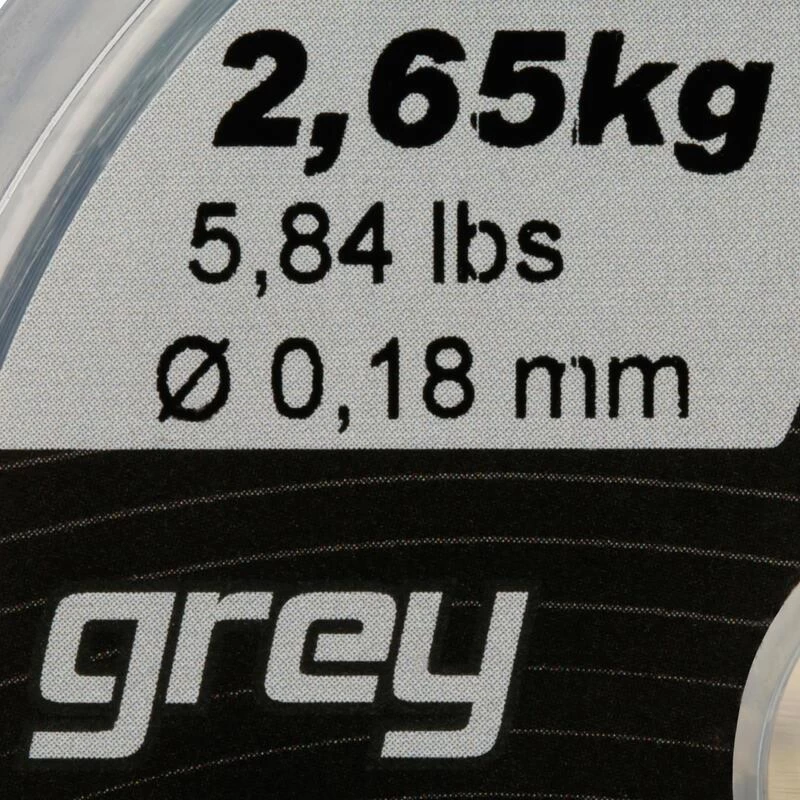 2,65kg
5,84 lbs
Ø 0,18 mm
grey